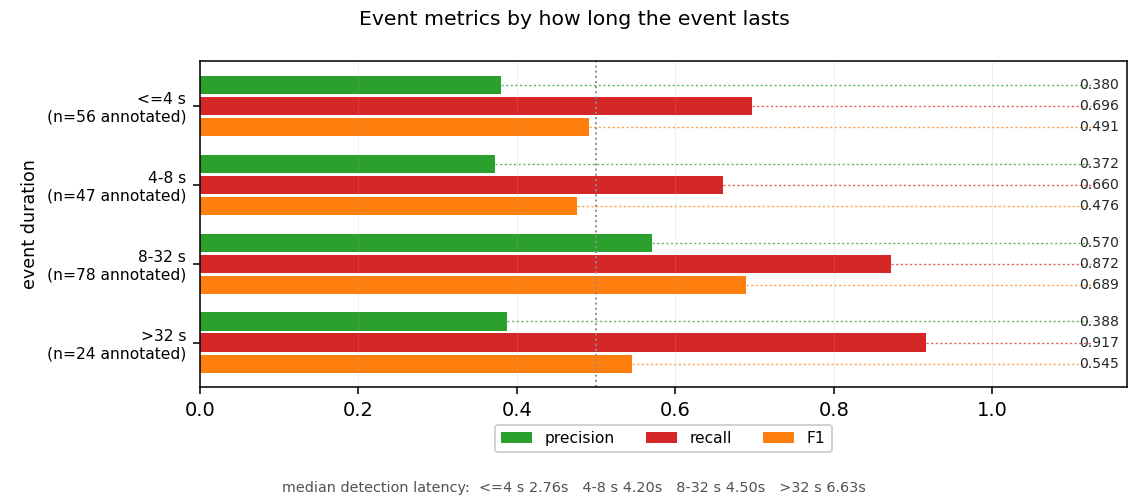 Event metrics by how long the event lasts
event duration
<=4 s
(n=56 annotated)
0.380
0.696
0.491
4-8 s
(n=47 annotated)
0.372
0.660
0.476
8-32 s
(n=78 annotated)
0.570
0.872
0.689
>32 s
(n=24 annotated)
0.388
0.917
0.545
0.0 0.2 0.4 0.6 0.8 1.0
precision recall F1
median detection latency: <=4 s 2.76s 4-8 s 4.20s 8-32 s 4.50s >32 s 6.63s